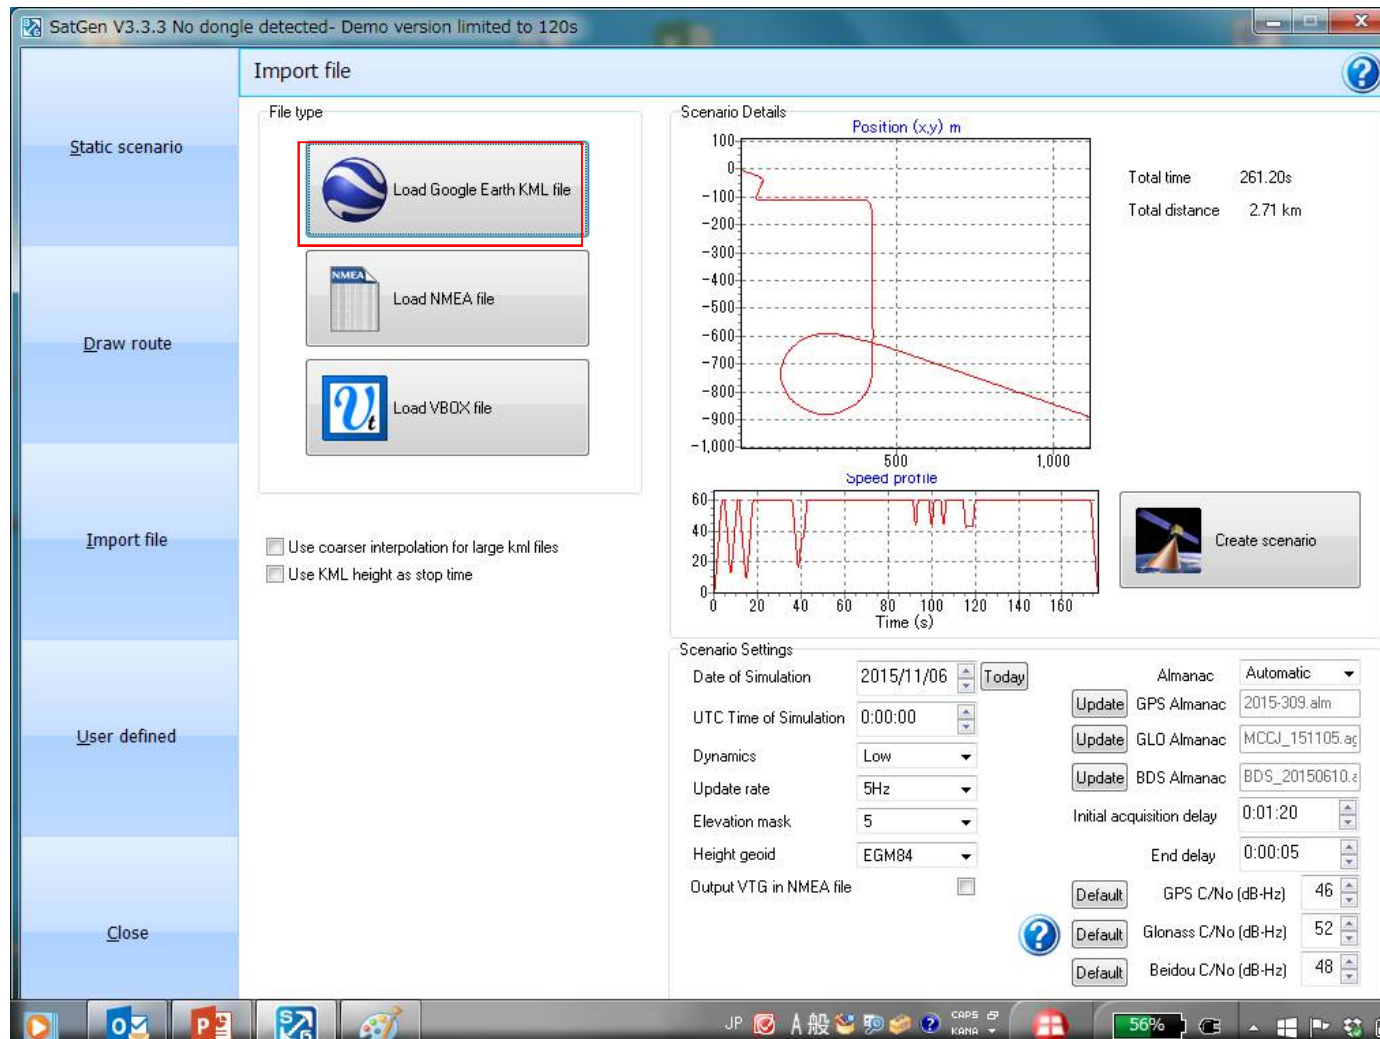 SatGen V3.3.3 No dongle detected- Demo version limited to 120s
Import file
Static scenario
Draw route
Import file
User defined
Close
File type
Load Google Earth KML file
NMEA
Load NMEA file
Load VBOX file
Use coarser interpolation for large kml files
Use KML height as stop time
Scenario Details
Position (x,y) m
100
0
-100
-200
-300
-400
-500
-600
-700
-800
-900
-1,000
500 1,000
Total time 261.20s
Total distance 2.71 km
Speed profile
60
40
20
0
0 20 40 60 80 100 120 140 160
Time (s)
Create scenario
Scenario Settings
Date of Simulation 2015/11/06 Today
UTC Time of Simulation 0:00:00
Dynamics Low
Update rate 5Hz
Elevation mask 5
Height geoid EGM84
Output VTG in NMEA file
Almanac Automatic
Update GPS Almanac 2015-309.alm
Update GLO Almanac MCCJ_151105.ag
Update BDS Almanac BDS_20150610.a
Initial acquisition delay 0:01:20
End delay 0:00:05
Default GPS C/No (dB-Hz) 46
Default Glonass C/No (dB-Hz) 52
Default Beidou C/No (dB-Hz) 48
JP A 般 CAPS KANA 56%